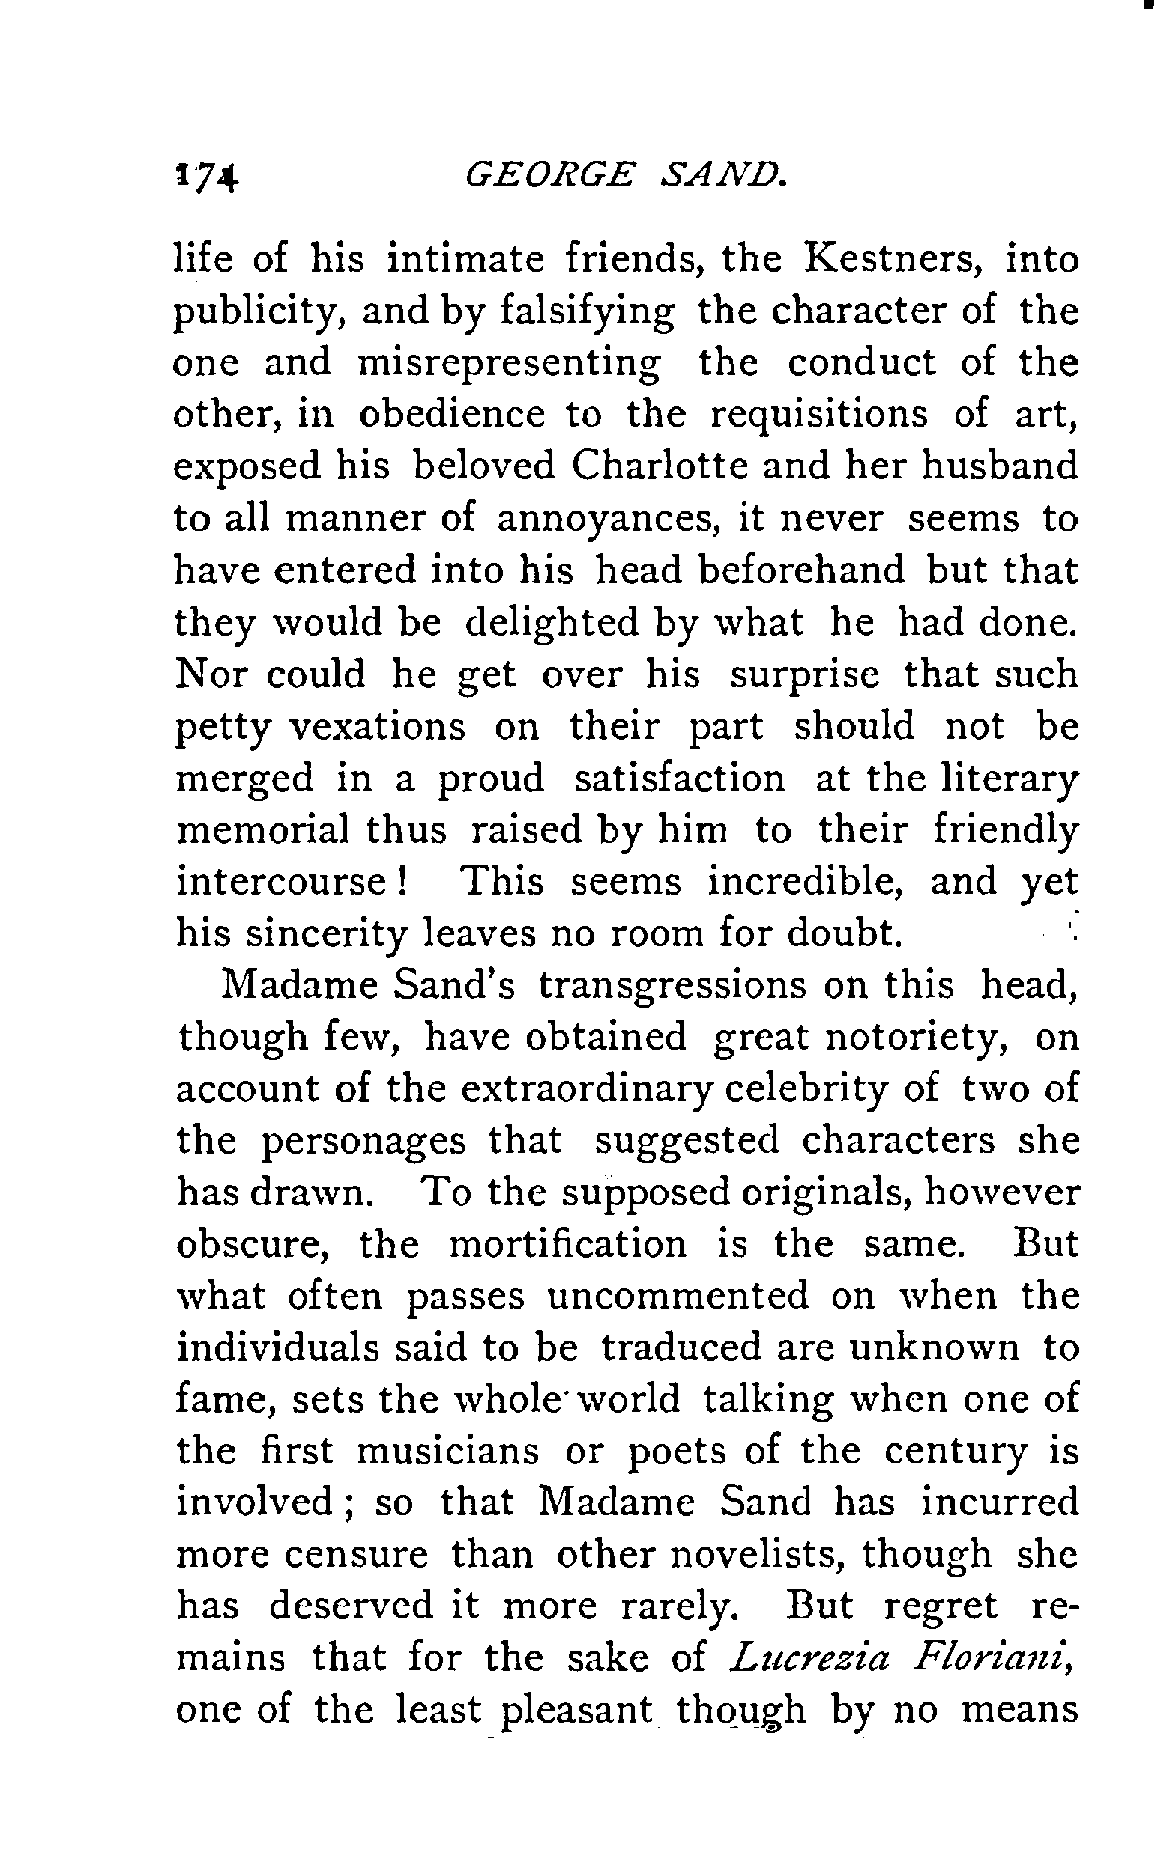 174 GEORGE SAND.
life of his intimate friends, the Kestners, into
publicity, and by falsifying the character of the
one and misrepresenting the conduct of the
other, in obedience to the requisitions of art,
exposed his beloved Charlotte and her husband
to all manner of annoyances, it never seems to
have entered into his head beforehand but that
they would be delighted by what he had done.
Nor could he get over his surprise that such
petty vexations on their part should not be
merged in a proud satisfaction at the literary
memorial thus raised by him to their friendly
intercourse ! This seems incredible, and yet
his sincerity leaves no room for doubt.
Madame Sand's transgressions on this head,
though few, have obtained great notoriety, on
account of the extraordinary celebrity of two of
the personages that suggested characters she
has drawn. To the supposed originals, however
obscure, the mortification is the same. But
what often passes uncommented on when the
individuals said to be traduced are unknown to
fame, sets the whole world talking when one of
the first musicians or poets of the century is
involved ; so that Madame Sand has incurred
more censure than other novelists, though she
has deserved it more rarely. But regret re-
mains that for the sake of Lucrezia Floriani,
one of the least pleasant though by no means